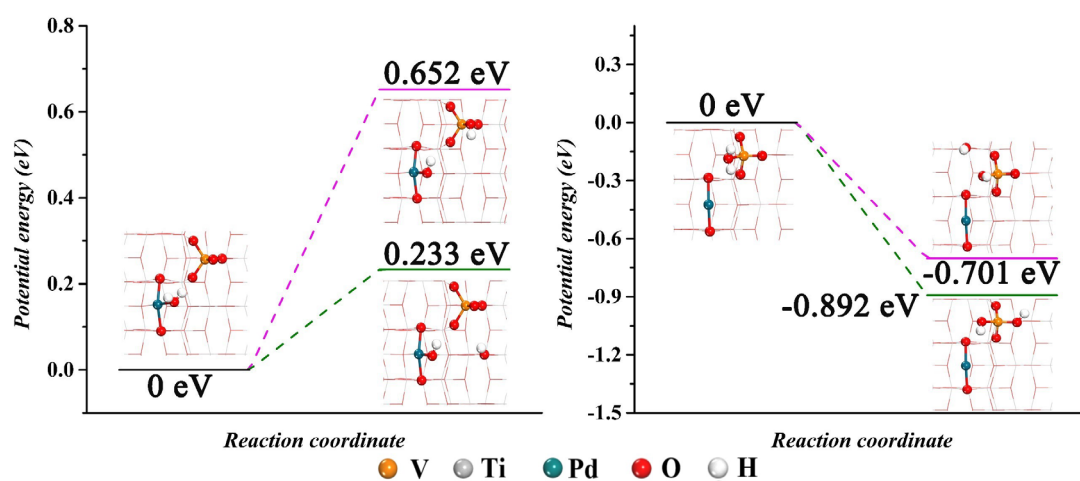 Potential energy (eV)
0.8
0.6
0.4
0.2
0.0
0.652 eV
0.233 eV
0 eV
Reaction coordinate
Potential energy (eV)
0.3
0.0
-0.3
-0.6
-0.9
-1.2
-1.5
0 eV
-0.701 eV
-0.892 eV
Reaction coordinate
V Ti Pd O H